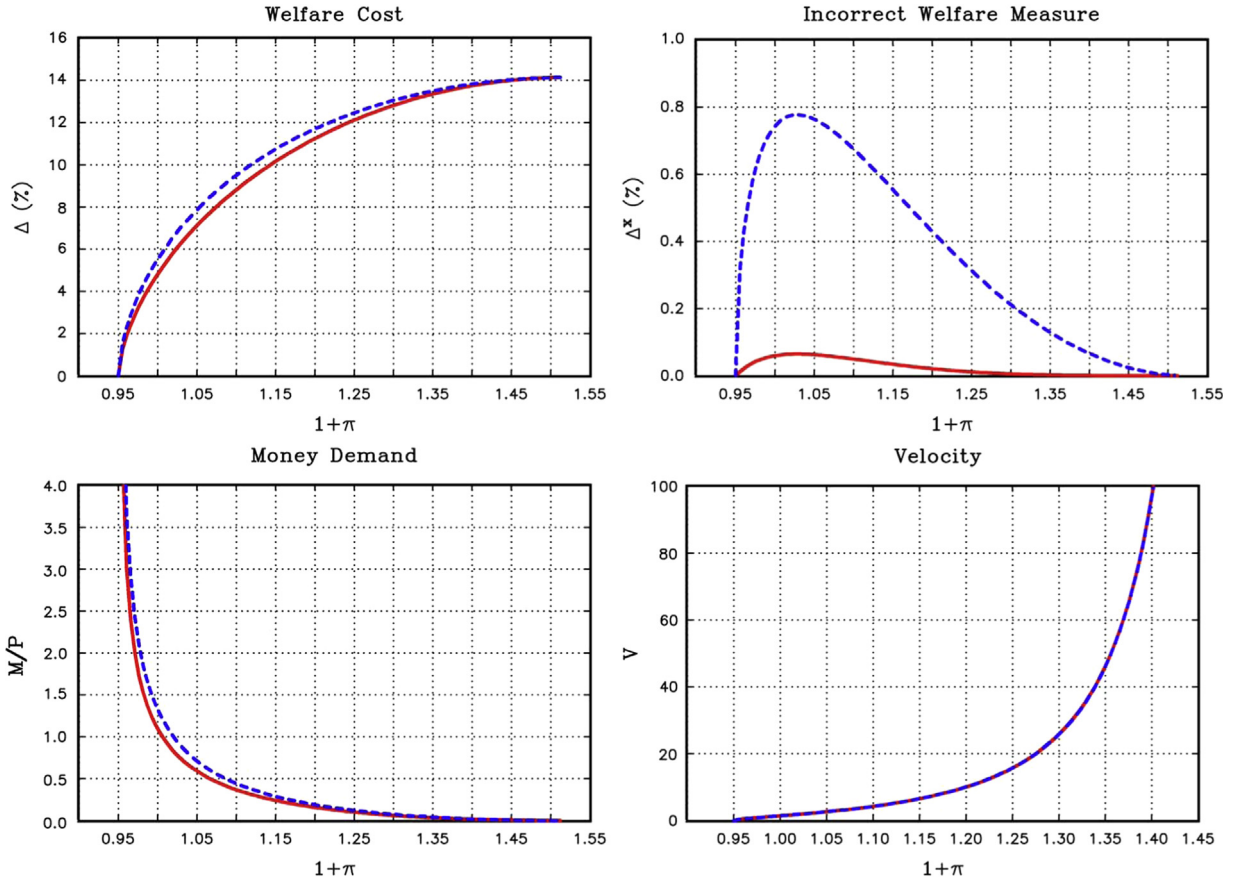 Welfare Cost
16
14
12
10
8
6
4
2
0
Δ (%)
0.95 1.05 1.15 1.25 1.35 1.45 1.55
1+π
Incorrect Welfare Measure
1.0
0.8
0.6
0.4
0.2
0.0
Δˣ (%)
0.95 1.05 1.15 1.25 1.35 1.45 1.55
1+π
Money Demand
4.0
3.5
3.0
2.5
2.0
1.5
1.0
0.5
0.0
M/P
0.95 1.05 1.15 1.25 1.35 1.45 1.55
1+π
Velocity
100
80
60
40
20
0
V
0.95 1.00 1.05 1.10 1.15 1.20 1.25 1.30 1.35 1.40 1.45
1+π